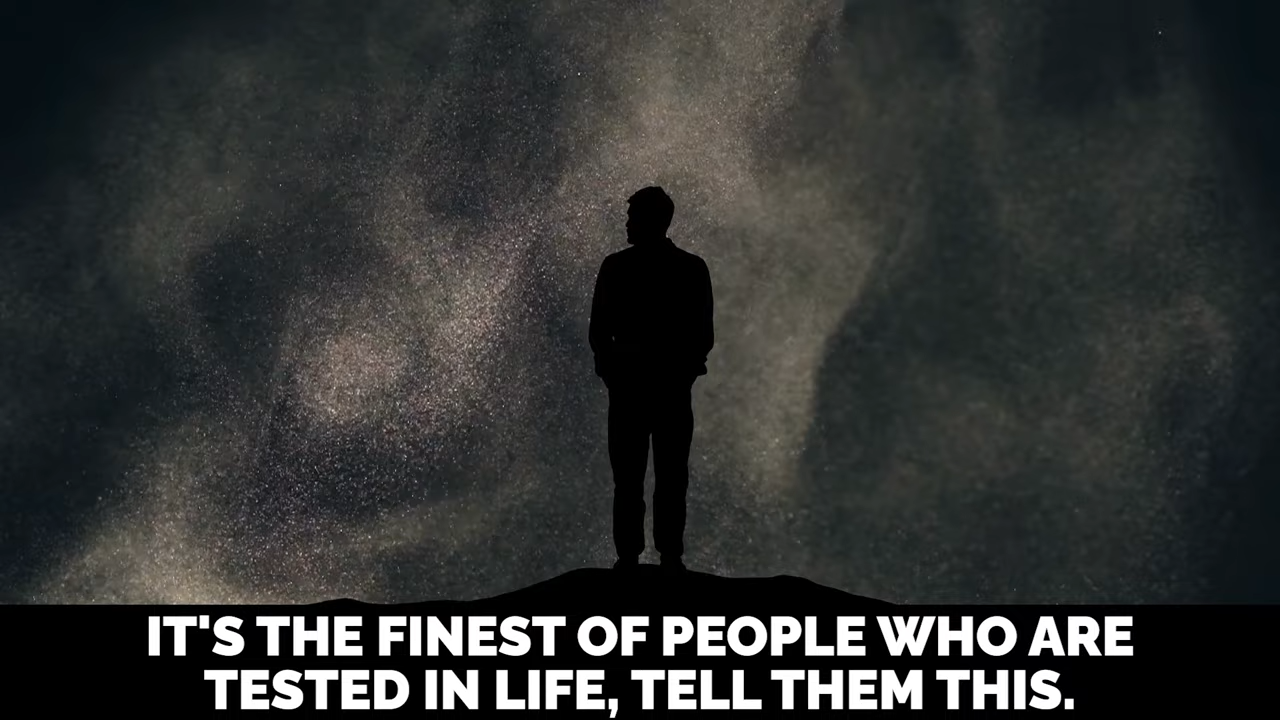 IT'S THE FINEST OF PEOPLE WHO ARE
TESTED IN LIFE, TELL THEM THIS.